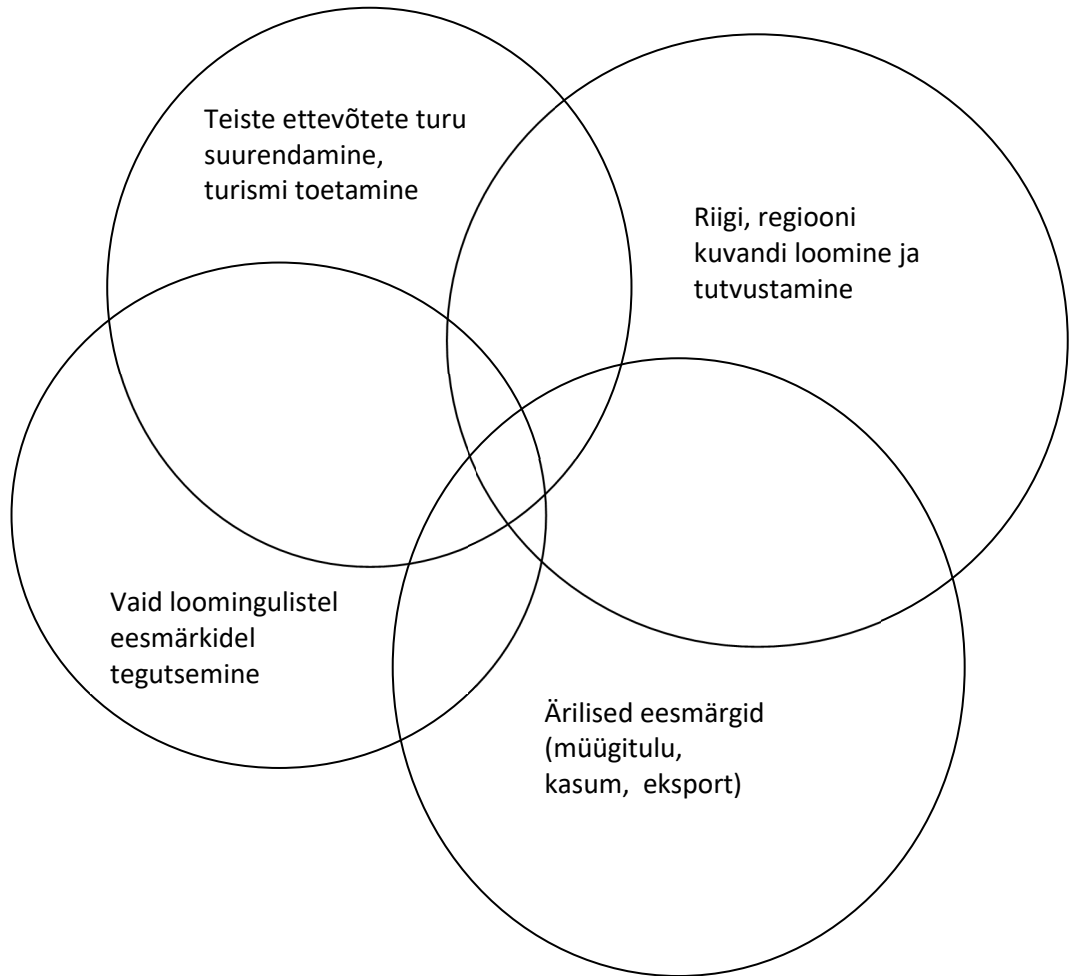 Teiste ettevõtete turu
suurendamine,
turismi toetamine
Riigi, regiooni
kuvandi loomine ja
tutvustamine
Vaid loomingulistel
eesmärkidel
tegutsemine
Ärilised eesmärgid
(müügitulu,
kasum,  eksport)